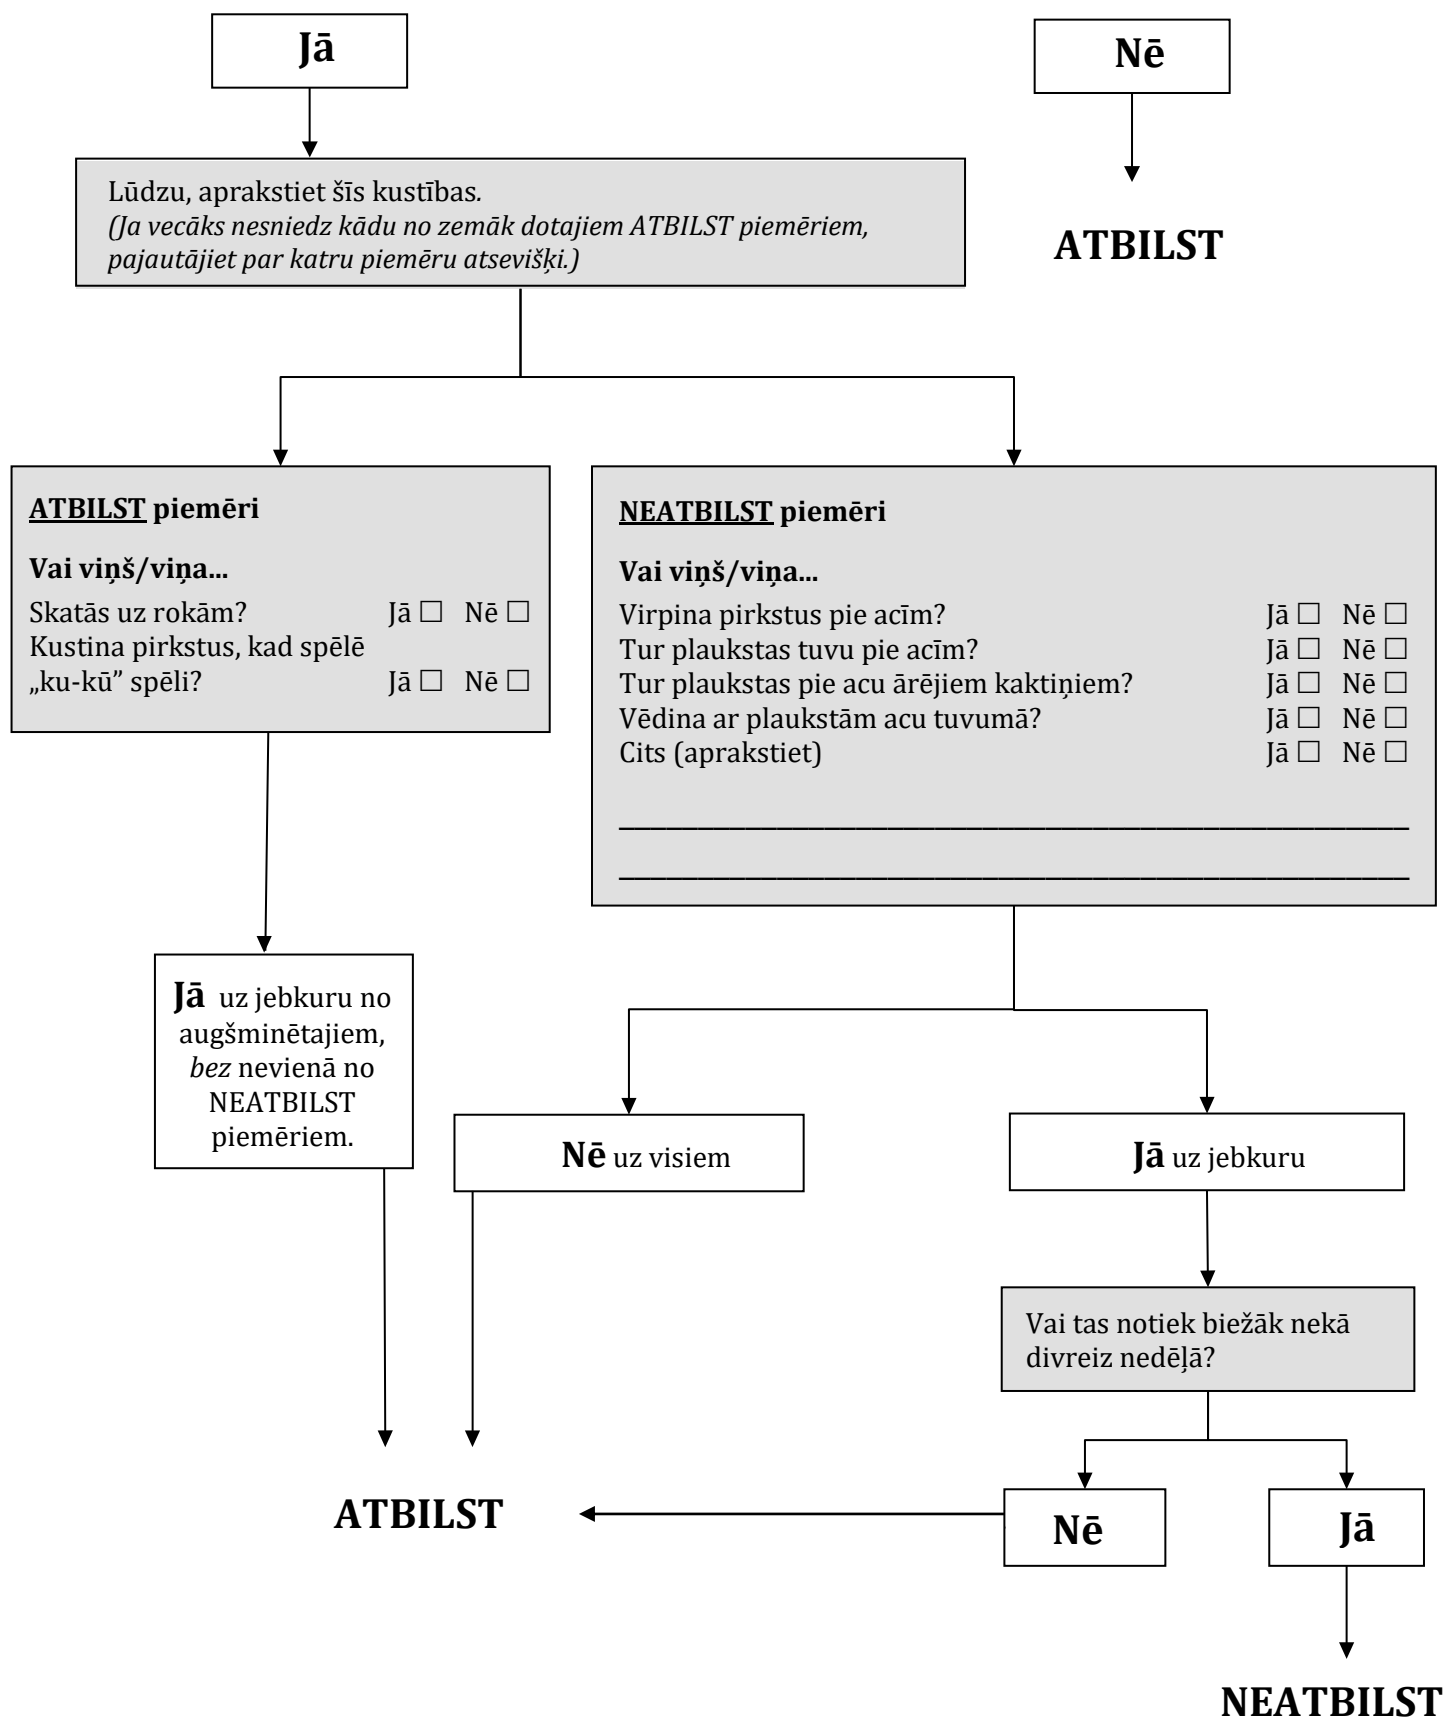 Jā
Nē
Lūdzu, aprakstiet šīs kustības.
(Ja vecāks nesniedz kādu no zemāk dotajiem ATBILST piemēriem,
pajautājiet par katru piemēru atsevišķi.)
ATBILST
ATBILST piemēri
Vai viņš/viņa...
Skatās uz rokām? Jā ☐ Nē ☐
Kustina pirkstus, kad spēlē
„ku-kū” spēli? Jā ☐ Nē ☐
NEATBILST piemēri
Vai viņš/viņa...
Virpina pirkstus pie acīm? Jā ☐ Nē ☐
Tur plaukstas tuvu pie acīm? Jā ☐ Nē ☐
Tur plaukstas pie acu ārējiem kaktiņiem? Jā ☐ Nē ☐
Vēdina ar plaukstām acu tuvumā? Jā ☐ Nē ☐
Cits (aprakstiet) Jā ☐ Nē ☐
Jā uz jebkuru no
augšminētajiem,
bez nevienā no
NEATBILST
piemēriem.
Nē uz visiem
Jā uz jebkuru
Vai tas notiek biežāk nekā
divreiz nedēļā?
ATBILST
Nē
Jā
NEATBILST